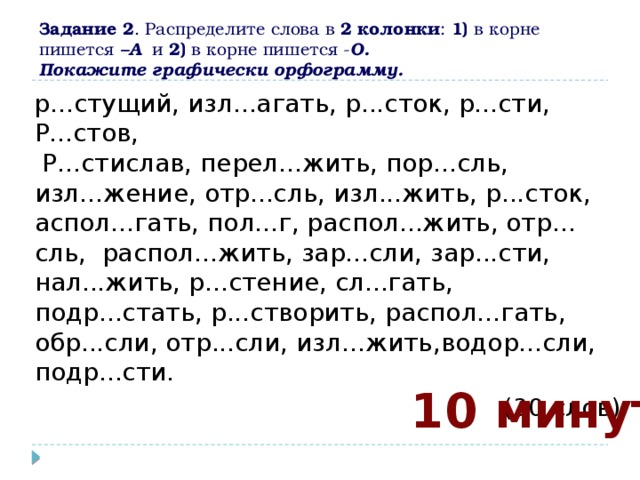 Задание 2. Распределите слова в 2 колонки: 1) в корне
пишется –А и 2) в корне пишется -О.
Покажите графически орфограмму.
р…стущий, изл…агать, р…сток, р…сти,
Р…стов,
Р…стислав, перел…жить, пор…сль,
изл…жение, отр…сль, изл…жить, р…сток,
аспол…гать, пол…г, распол…жить, отр…
сль, распол…жить, зар…сли, зар…сти,
нал…жить, р…стение, сл…гать,
подр…стать, р…створить, распол…гать,
обр…сли, отр…сли, изл…жить,водор…сли,
подр…сти.
10 минут